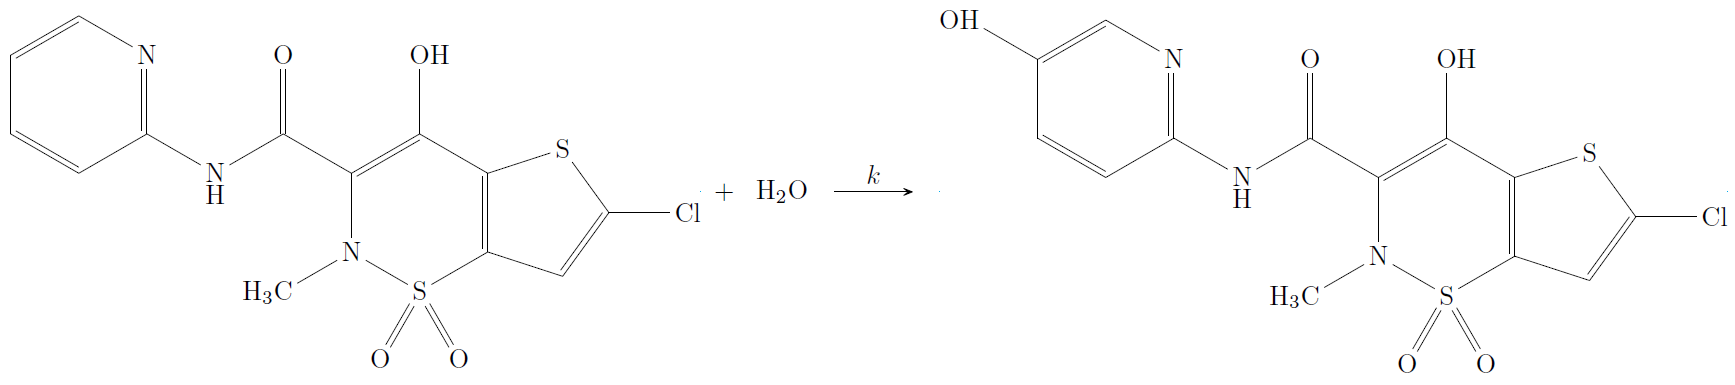 OH
N O OH N O OH
S S
N H N H
Cl + H₂O k Cl
N N
H₃C S H₃C S
O O O O